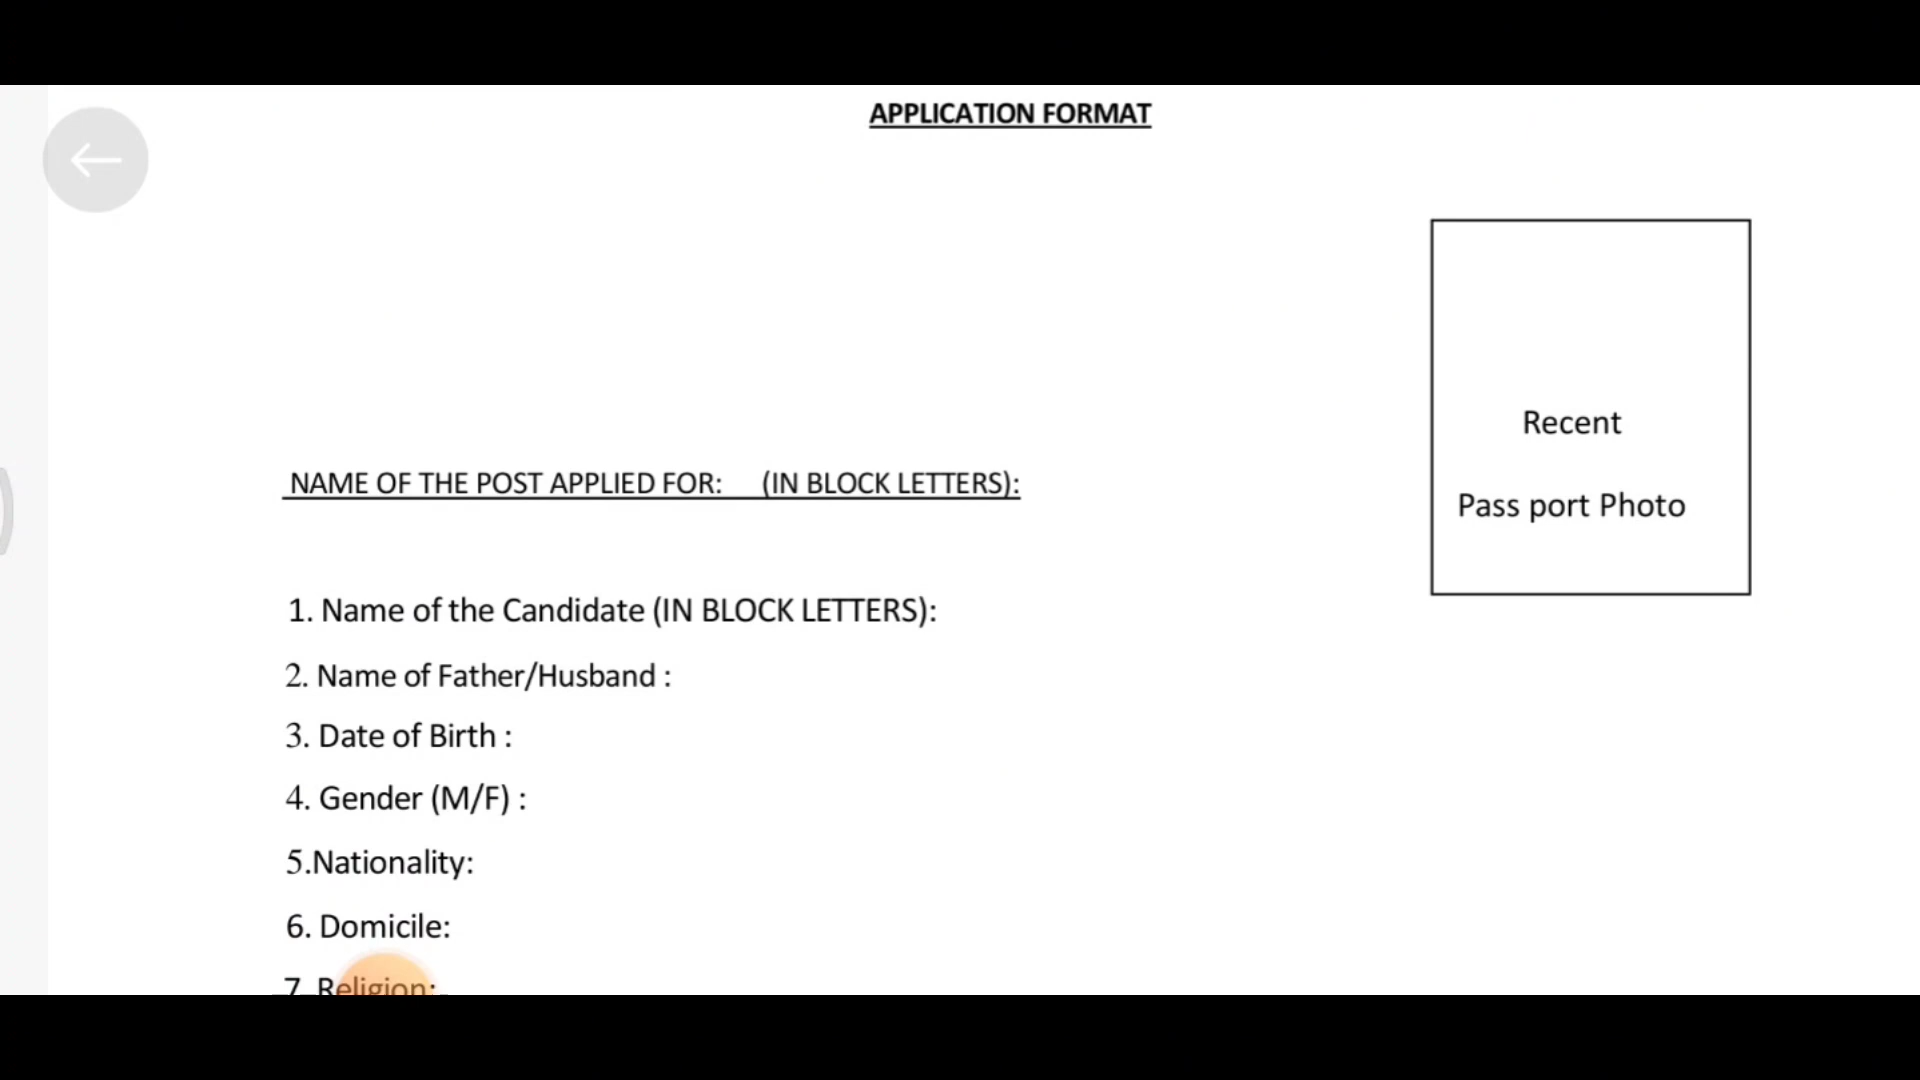 APPLICATION FORMAT
Recent
Pass port Photo
NAME OF THE POST APPLIED FOR: (IN BLOCK LETTERS):
1. Name of the Candidate (IN BLOCK LETTERS):
2. Name of Father/Husband :
3. Date of Birth :
4. Gender (M/F) :
5.Nationality:
6. Domicile:
7. Religion: